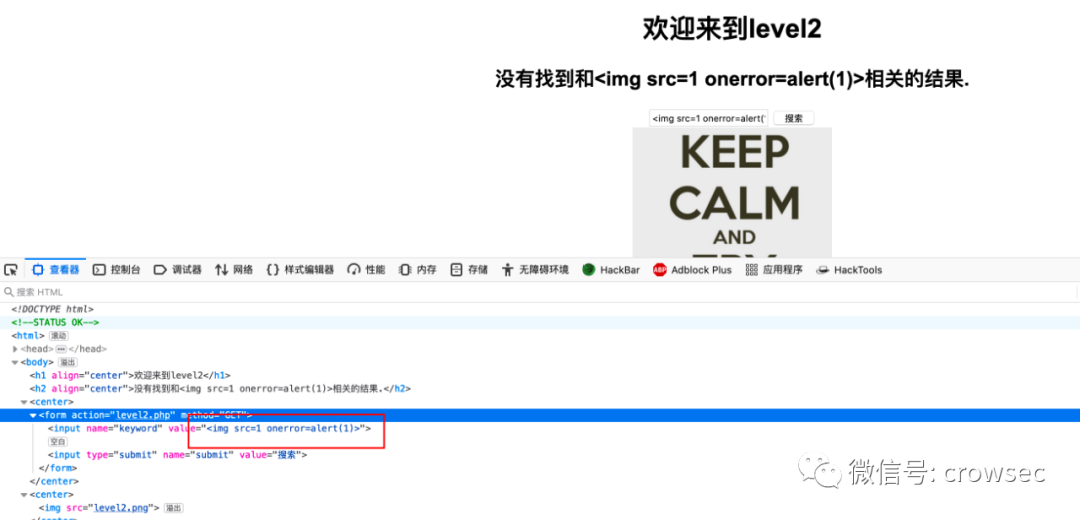 欢迎来到level2
没有找到和<img src=1 onerror=alert(1)>相关的结果.
<img src=1 onerror=alert(' 搜索
KEEP
CALM
AND
查看器 控制台 调试器 网络 {} 样式编辑器 性能 内存 存储 无障碍环境 HackBar ABP Adblock Plus 应用程序 HackTools
搜索 HTML
<!DOCTYPE html>
<!--STATUS OK-->
<html> 滚动
<head> ••• </head>
<body> 溢出
<h1 align="center">欢迎来到level2</h1>
<h2 align="center">没有找到和<img src=1 onerror=alert(1)>相关的结果.</h2>
<center>
<form action="level2.php" method="GET">
<input name="keyword" value="<img src=1 onerror=alert(1)>">
空白
<input type="submit" name="submit" value="搜索">
</form>
</center>
<center>
<img src="level2.png"> 溢出
微信号: crowsec